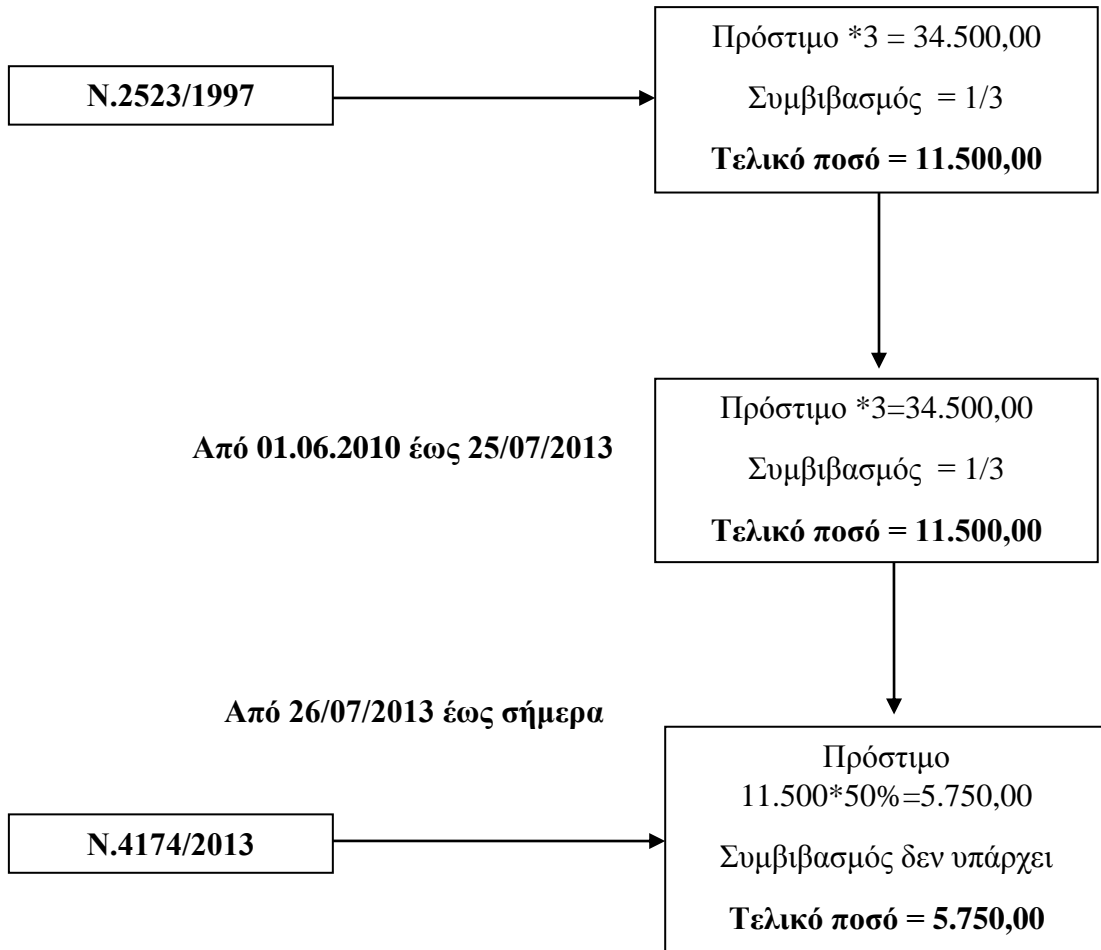 Πρόστιμο *3 = 34.500,00
Ν.2523/1997
Συμβιβασμός = 1/3
Τελικό ποσό = 11.500,00
Πρόστιμο *3=34.500,00
Από 01.06.2010 έως 25/07/2013
Συμβιβασμός = 1/3
Τελικό ποσό = 11.500,00
Από 26/07/2013 έως σήμερα
Πρόστιμο
11.500*50%=5.750,00
Ν.4174/2013
Συμβιβασμός δεν υπάρχει
Τελικό ποσό = 5.750,00